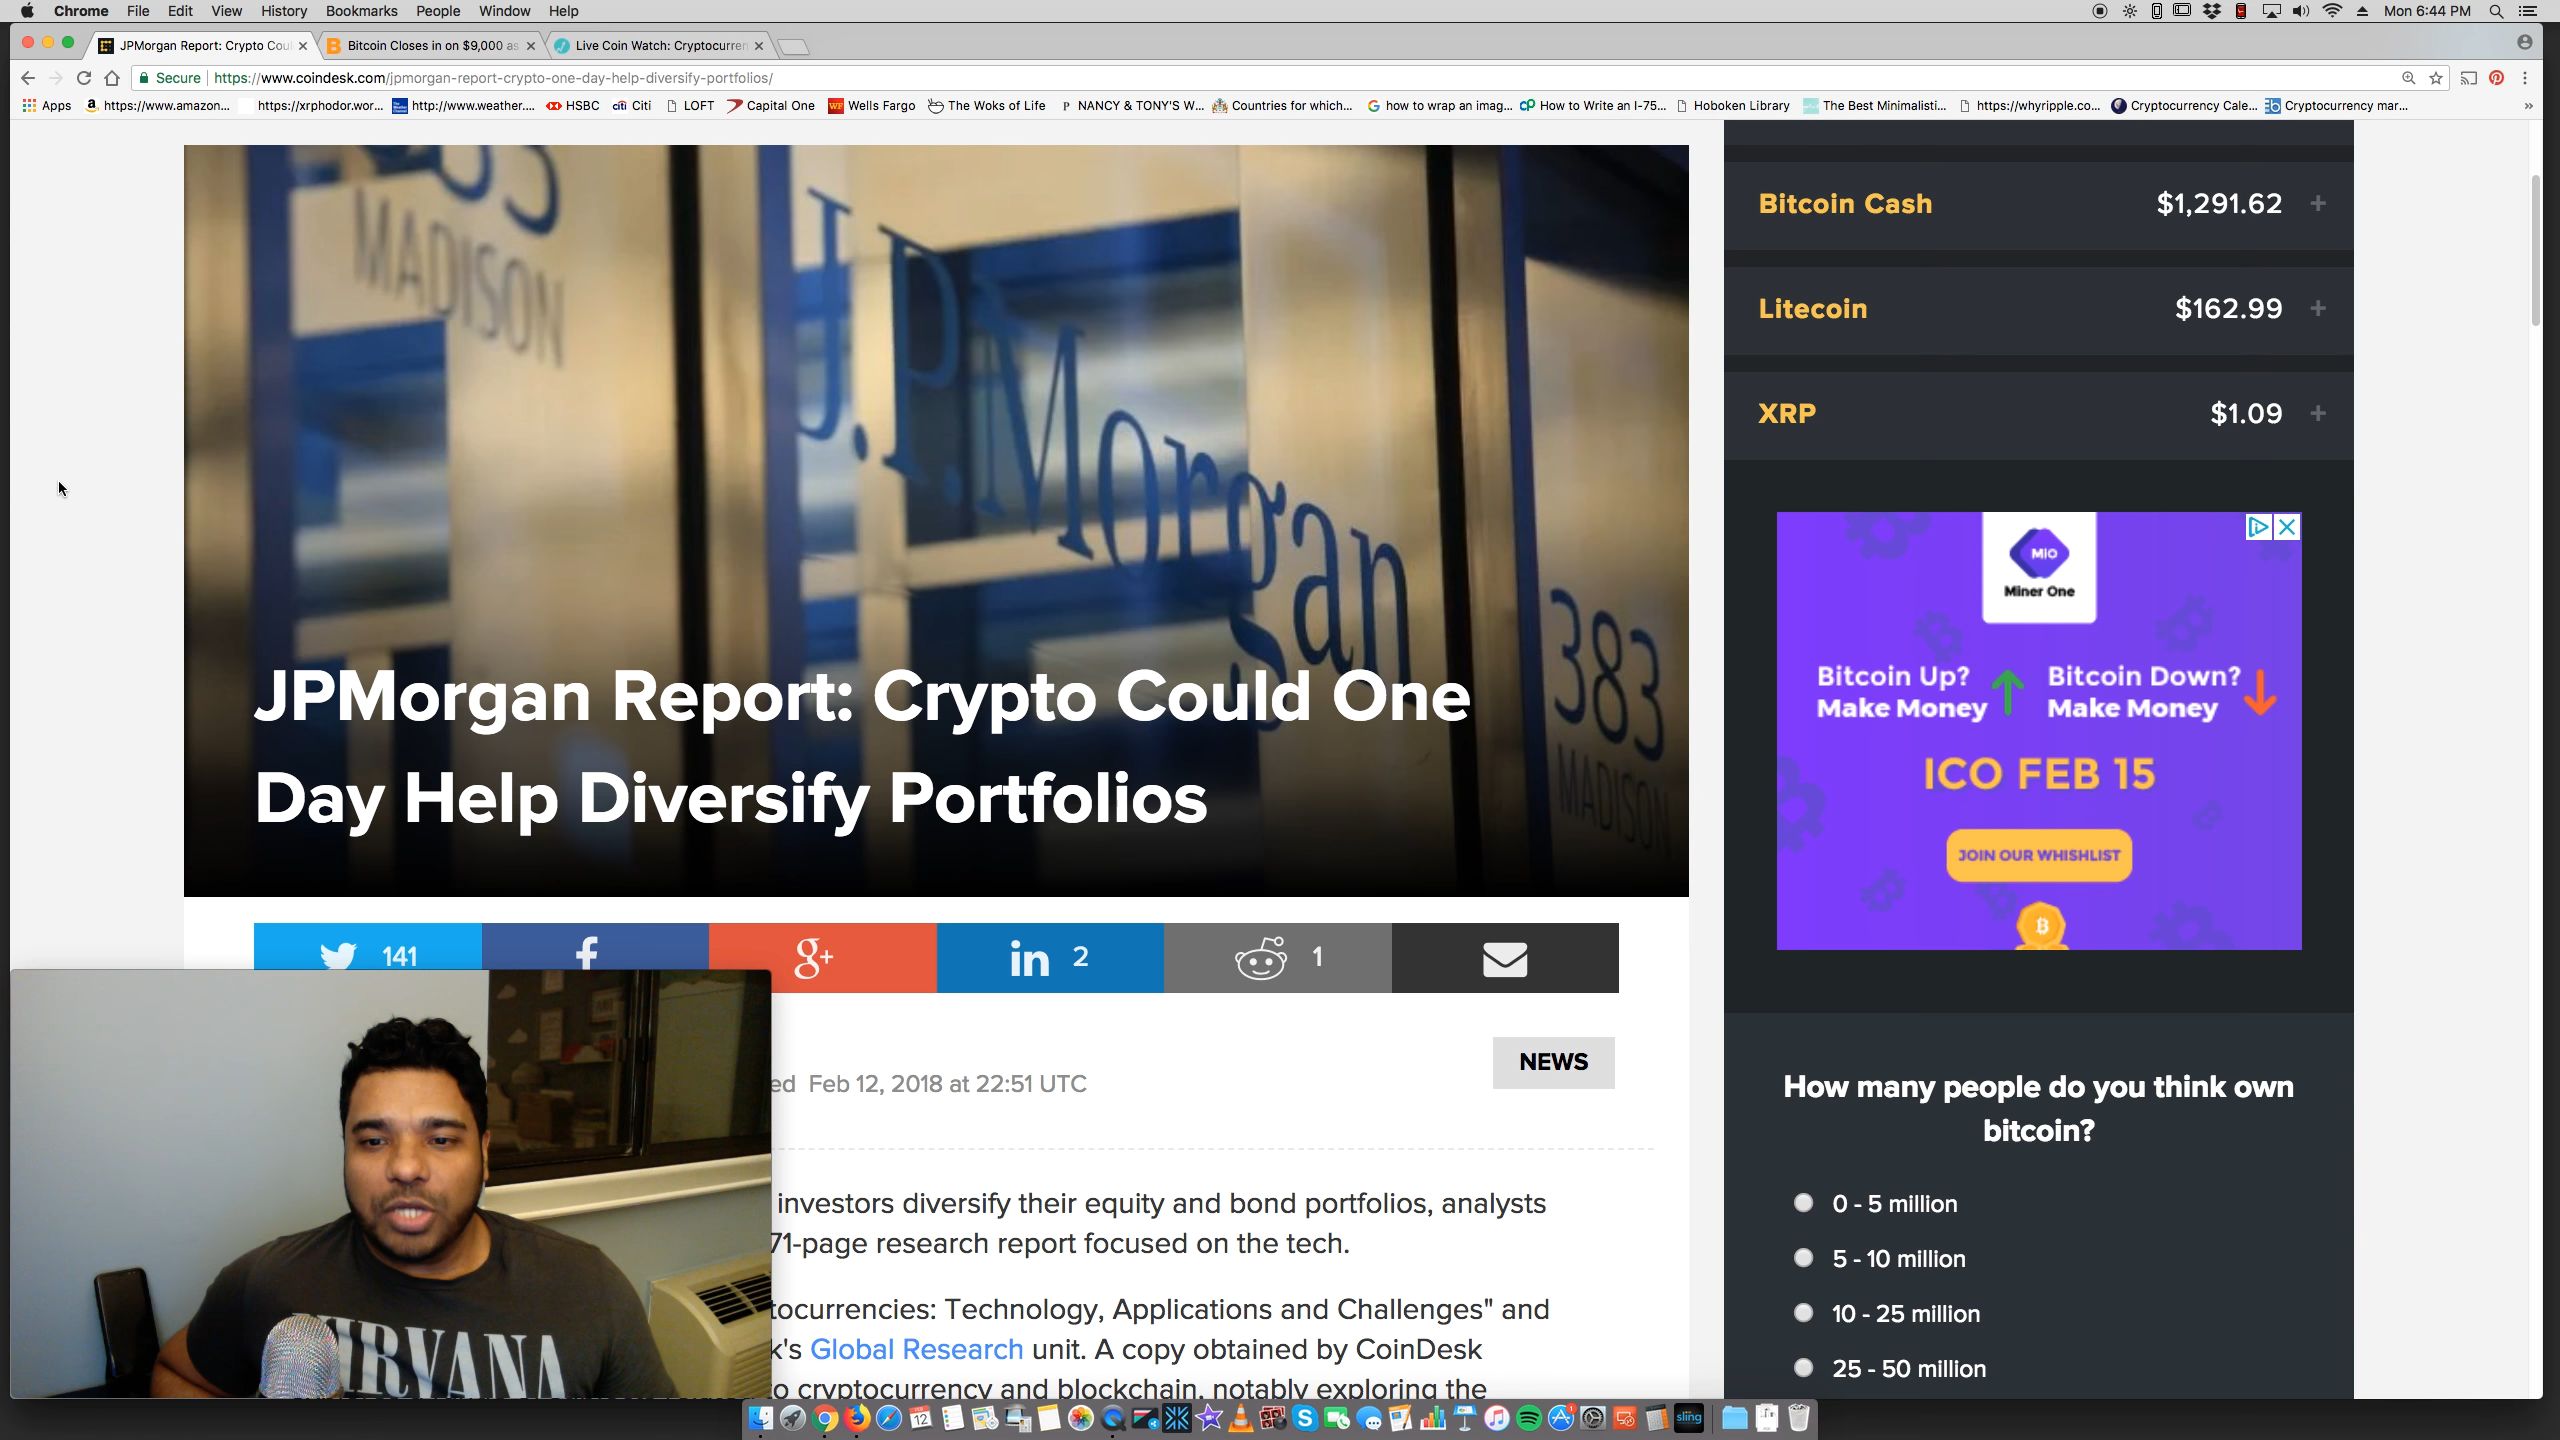 Chrome File Edit View History Bookmarks People Window Help
Mon 6:44 PM
JPMorgan Report: Crypto Coul
Bitcoin Closes in on $9,000 as
Live Coin Watch: Cryptocurren
Secure https://www.coindesk.com/jpmorgan-report-crypto-one-day-help-diversify-portfolios/
Apps https://www.amazon... https://xrphodor.wor... http://www.weather.... HSBC citi Citi LOFT Capital One Wells Fargo The Woks of Life P NANCY & TONY'S W... Countries for which... how to wrap an imag... How to Write an I-75... Hoboken Library The Best Minimalisti... https://whyripple.co... Cryptocurrency Cale... Cryptocurrency mar... »
383
MADISON
J.P.Morgan
383
MADISON
JPMorgan Report: Crypto Could One
Day Help Diversify Portfolios
141
f
g+
in 2
1
NEWS
ed Feb 12, 2018 at 22:51 UTC
investors diversify their equity and bond portfolios, analysts
71-page research report focused on the tech.
tocurrencies: Technology, Applications and Challenges" and
k's Global Research unit. A copy obtained by CoinDesk
o cryptocurrency and blockchain, notably exploring the
NIRVANA
Bitcoin Cash $1,291.62 +
Litecoin $162.99 +
XRP $1.09 +
MIO
Miner One
Bitcoin Up?
Make Money
Bitcoin Down?
Make Money
ICO FEB 15
JOIN OUR WHISHLIST
How many people do you think own
bitcoin?
0 - 5 million
5 - 10 million
10 - 25 million
25 - 50 million
FEB
12
sling